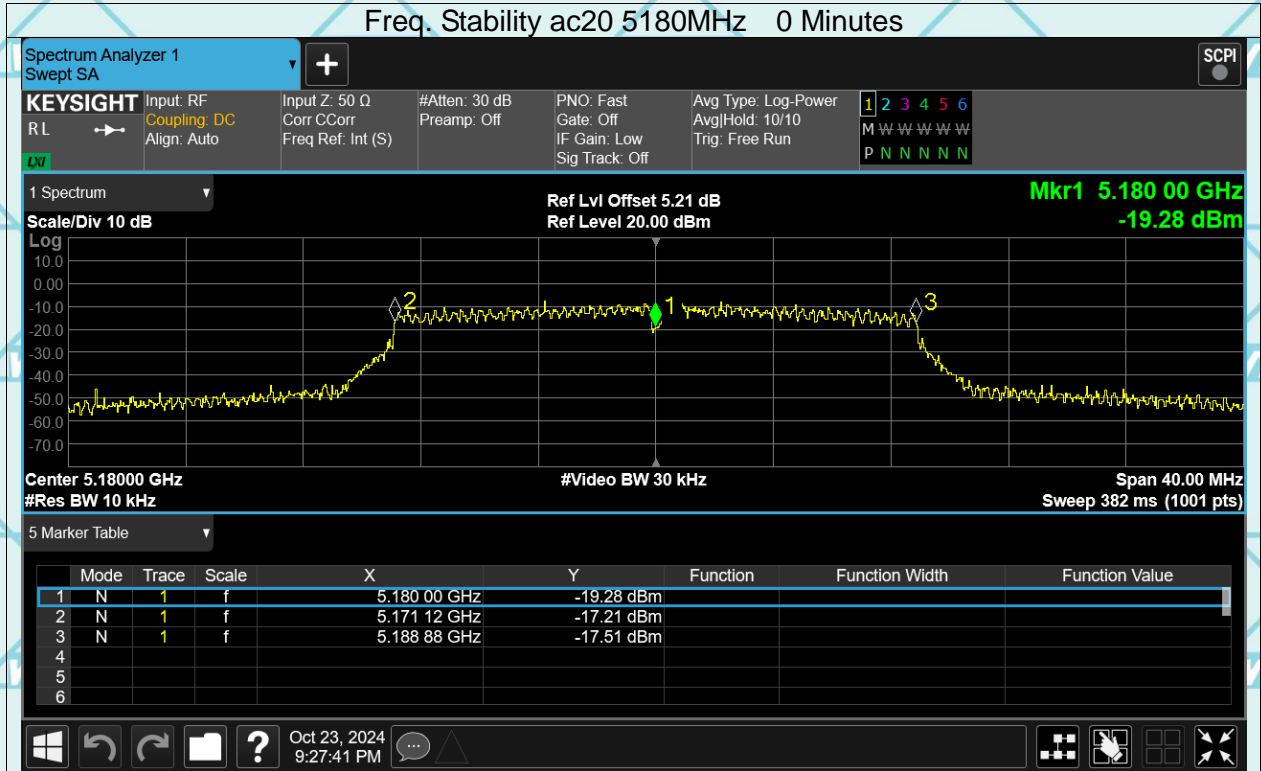 Freq. Stability ac20 5180MHz 0 Minutes
Spectrum Analyzer 1
Swept SA
+
SCPI
KEYSIGHT
RL
LXI
Input: RF
Coupling: DC
Align: Auto
Input Z: 50 Ω
Corr CCorr
Freq Ref: Int (S)
#Atten: 30 dB
Preamp: Off
PNO: Fast
Gate: Off
IF Gain: Low
Sig Track: Off
Avg Type: Log-Power
Avg|Hold: 10/10
Trig: Free Run
1 2 3 4 5 6
M W W W W W
P N N N N N
1 Spectrum
Scale/Div 10 dB
Ref Lvl Offset 5.21 dB
Ref Level 20.00 dBm
Mkr1 5.180 00 GHz
-19.28 dBm
Log
10.0
0.00
-10.0
-20.0
-30.0
-40.0
-50.0
-60.0
-70.0
2
1
3
Center 5.18000 GHz
#Res BW 10 kHz
#Video BW 30 kHz
Span 40.00 MHz
Sweep 382 ms (1001 pts)
5 Marker Table
Mode Trace Scale X Y Function Function Width Function Value
1 N 1 f 5.180 00 GHz -19.28 dBm
2 N 1 f 5.171 12 GHz -17.21 dBm
3 N 1 f 5.188 88 GHz -17.51 dBm
4
5
6
?
Oct 23, 2024
9:27:41 PM